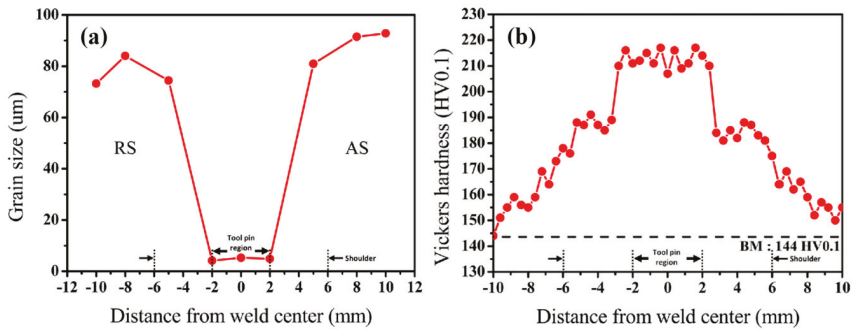 (a)
100
80
60
40
20
0
Grain size (um)
RS
AS
Tool pin
region
Shoulder
-12 -10 -8 -6 -4 -2 0 2 4 6 8 10 12
Distance from weld center (mm)
(b)
230
220
210
200
190
180
170
160
150
140
130
Vickers hardness (HV0.1)
BM : 144 HV0.1
Tool pin
region
Shoulder
-10 -8 -6 -4 -2 0 2 4 6 8 10
Distance from weld center (mm)